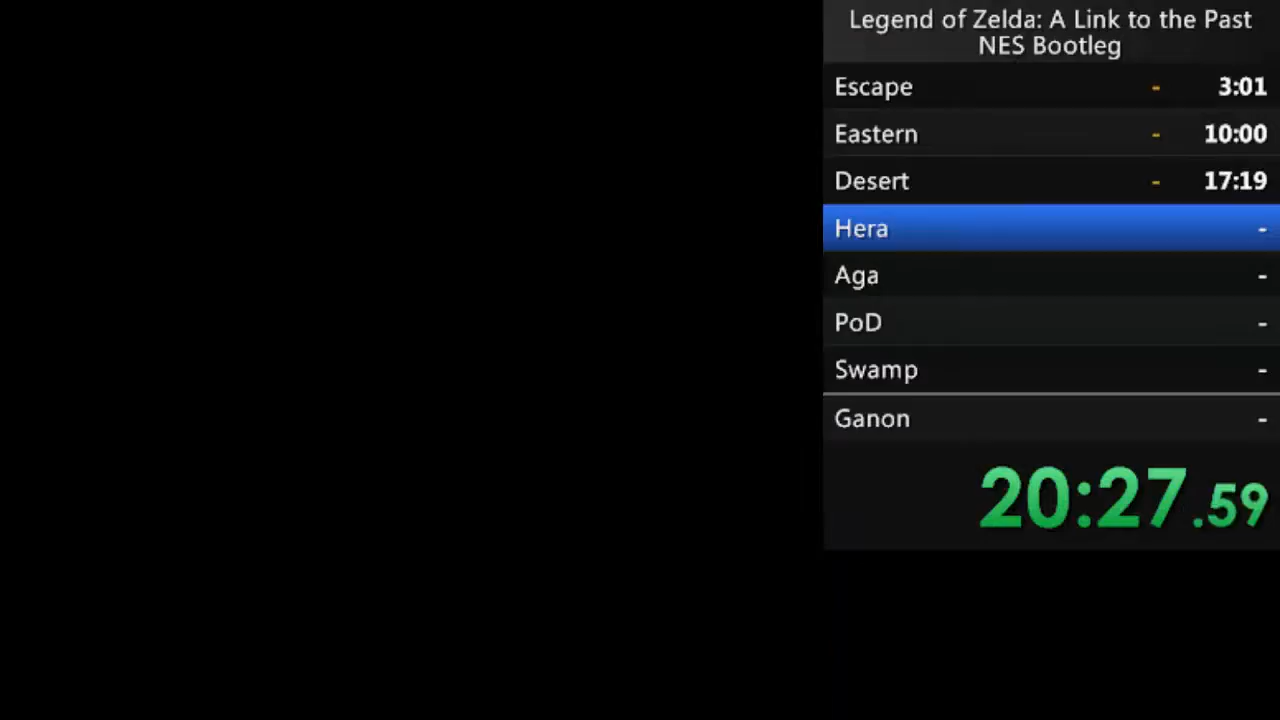 Legend of Zelda: A Link to the Past
NES Bootleg
Escape - 3:01
Eastern - 10:00
Desert - 17:19
Hera -
Aga -
PoD -
Swamp -
Ganon -
20:27.59